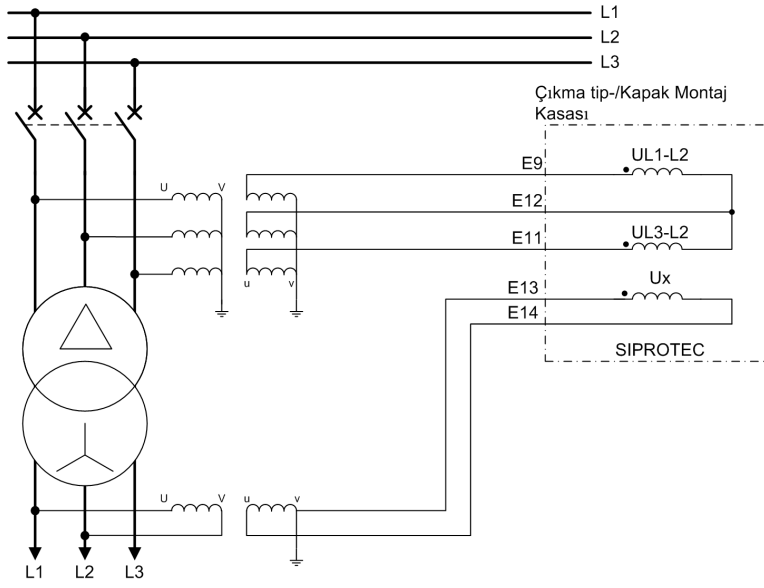 L1
L2
L3
Çıkma tip-/Kapak Montaj
Kasası
UL1-L2
E9
U V
E12
UL3-L2
E11
u v
Ux
E13
E14
SIPROTEC
U V u v
L1 L2 L3